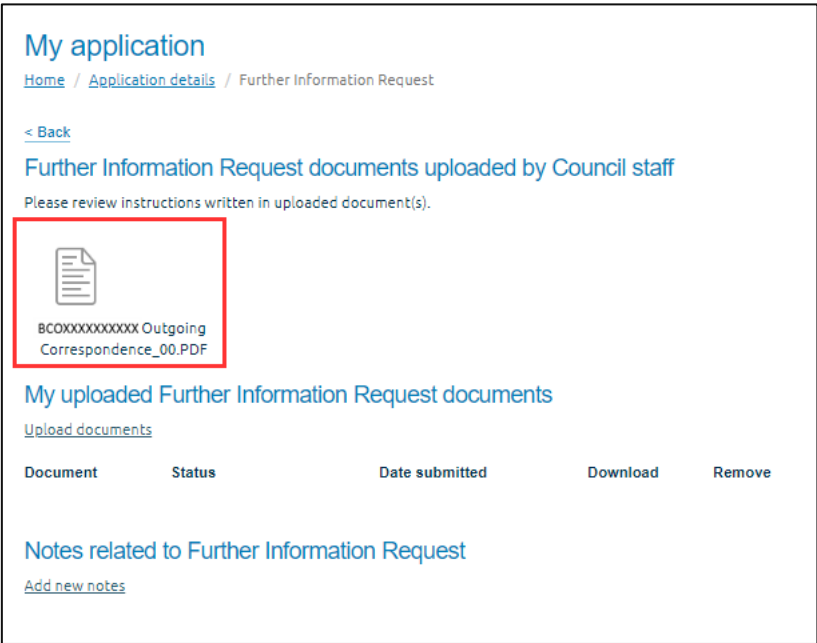 My application
Home / Application details / Further Information Request
< Back
Further Information Request documents uploaded by Council staff
Please review instructions written in uploaded document(s).
BCOXXXXXXXXXX Outgoing
Correspondence_00.PDF
My uploaded Further Information Request documents
Upload documents
Document Status Date submitted Download Remove
Notes related to Further Information Request
Add new notes